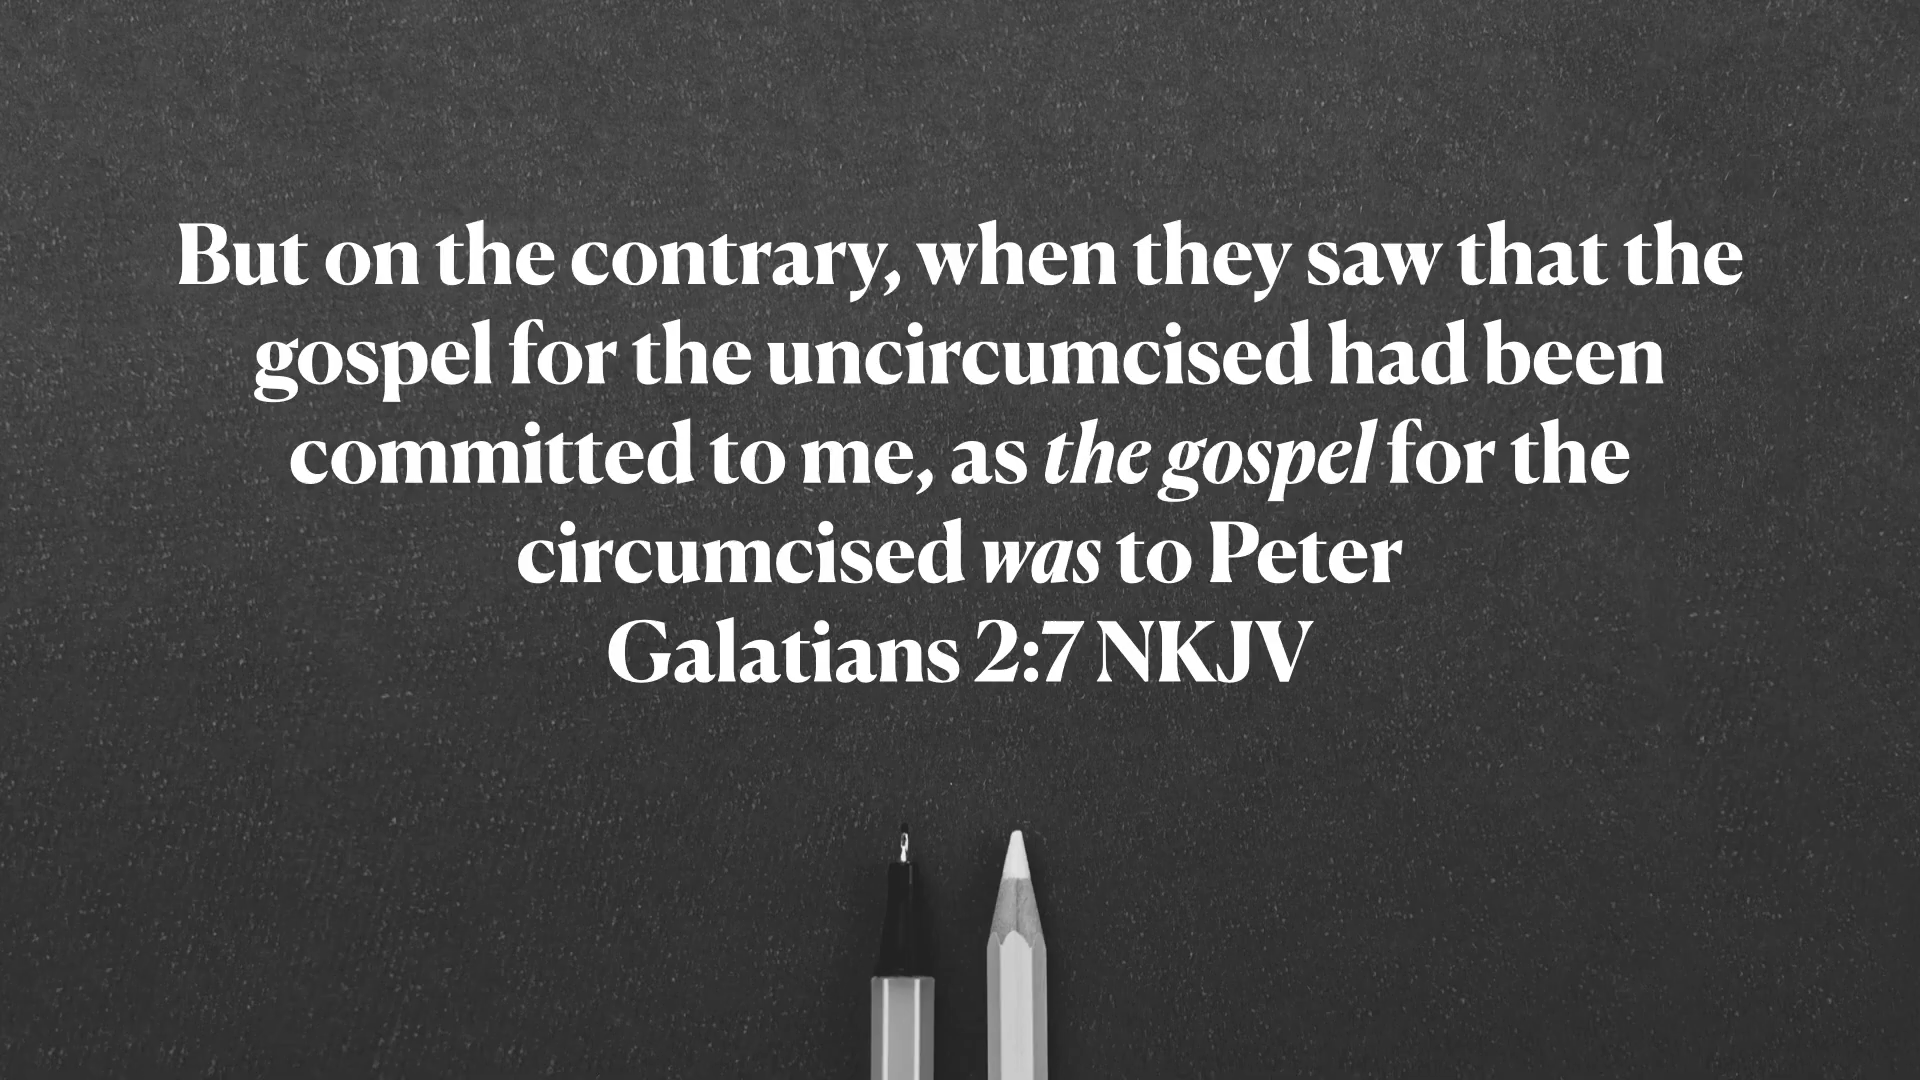 But on the contrary, when they saw that the
gospel for the uncircumcised had been
committed to me, as the gospel for the
circumcised was to Peter
Galatians 2:7 NKJV